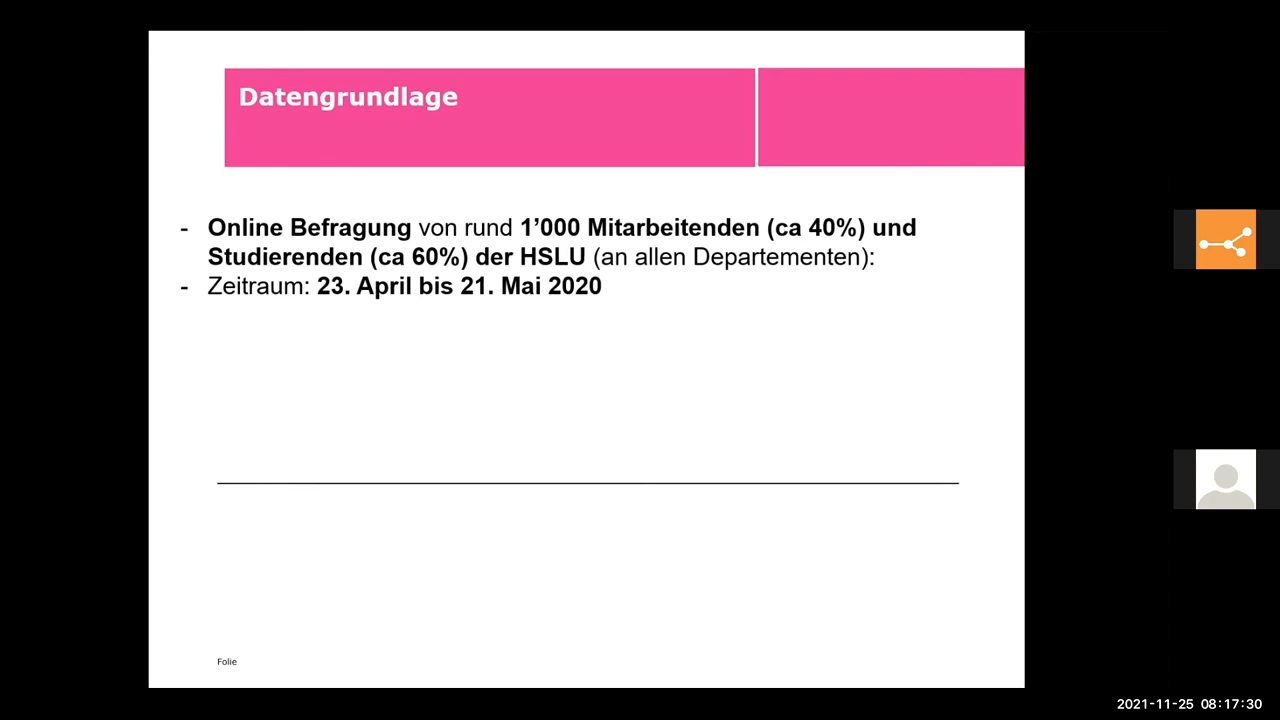 Datengrundlage
- Online Befragung von rund 1’000 Mitarbeitenden (ca 40%) und
Studierenden (ca 60%) der HSLU (an allen Departementen):
- Zeitraum: 23. April bis 21. Mai 2020
Folie
2021-11-25 08:17:30